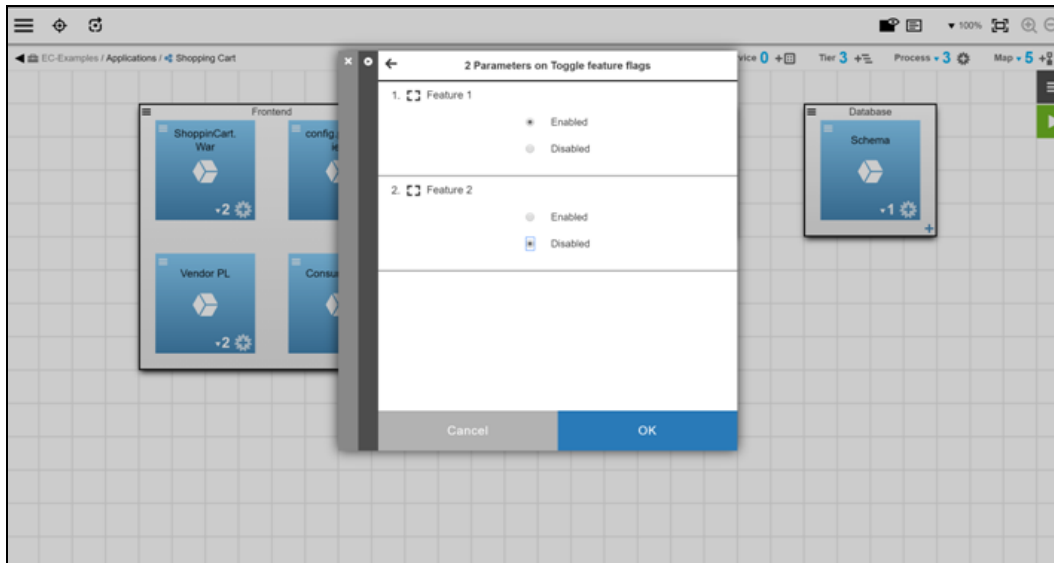 100%
EC-Examples / Applications / Shopping Cart
vice 0
Tier 3
Process 3
Map 5
2 Parameters on Toggle feature flags
1. Feature 1
Enabled
Disabled
2. Feature 2
Enabled
Disabled
Cancel
OK
Frontend
ShoppinCart.
War
2
config.
ie
Vendor PL
2
Consu
Database
Schema
1